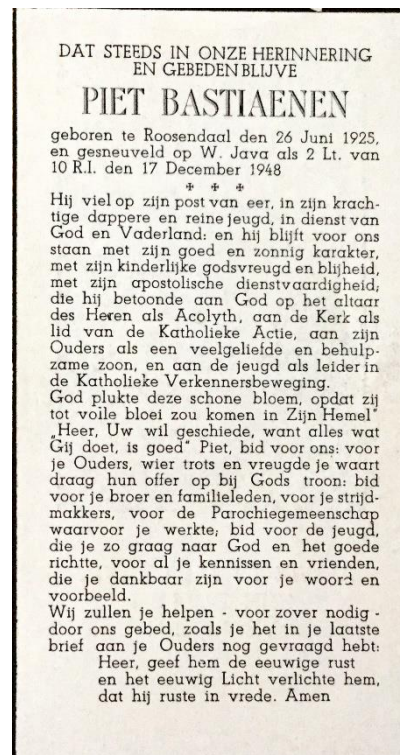 DAT STEEDS IN ONZE HERINNERING
EN GEBEDEN BLIJVE
PIET BASTIAENEN
geboren te Roosendaal den 26 Juni 1925,
en gesneuveld op W. Java als 2 Lt. van
10 R.I. den 17 December 1948
Hij viel op zijn post van eer, in zijn krach-
tige dappere en reine jeugd, in dienst van
God en Vaderland: en hij blijft voor ons
staan met zijn goed en zonnig karakter,
met zijn kinderlijke godsvreugd en blijheid,
met zijn apostolische dienstvaardigheid;
die hij betoonde aan God op het altaar
des Heren als Acolyth, aan de Kerk als
lid van de Katholieke Actie, aan zijn
Ouders als een veelgeliefde en behulp-
zame zoon, en aan de jeugd als leider in
de Katholieke Verkennersbeweging.
God plukte deze schone bloem, opdat zij
tot volle bloei zou komen in Zijn Hemel"
„Heer, Uw wil geschiede, want alles wat
Gij doet, is goed" Piet, bid voor ons: voor
je Ouders, wier trots en vreugde je waart
draag hun offer op bij Gods troon: bid
voor je broer en familieleden, voor je strijd-
makkers, voor de Parochiegemeenschap
waarvoor je werkte; bid voor de jeugd,
die je zo graag naar God en het goede
richtte, voor al je kennissen en vrienden,
die je dankbaar zijn voor je woord en
voorbeeld.
Wij zullen je helpen - voor zover nodig -
door ons gebed, zoals je het in je laatste
brief aan je Ouders nog gevraagd hebt:
Heer, geef hem de eeuwige rust
en het eeuwig Licht verlichte hem,
dat hij ruste in vrede. Amen